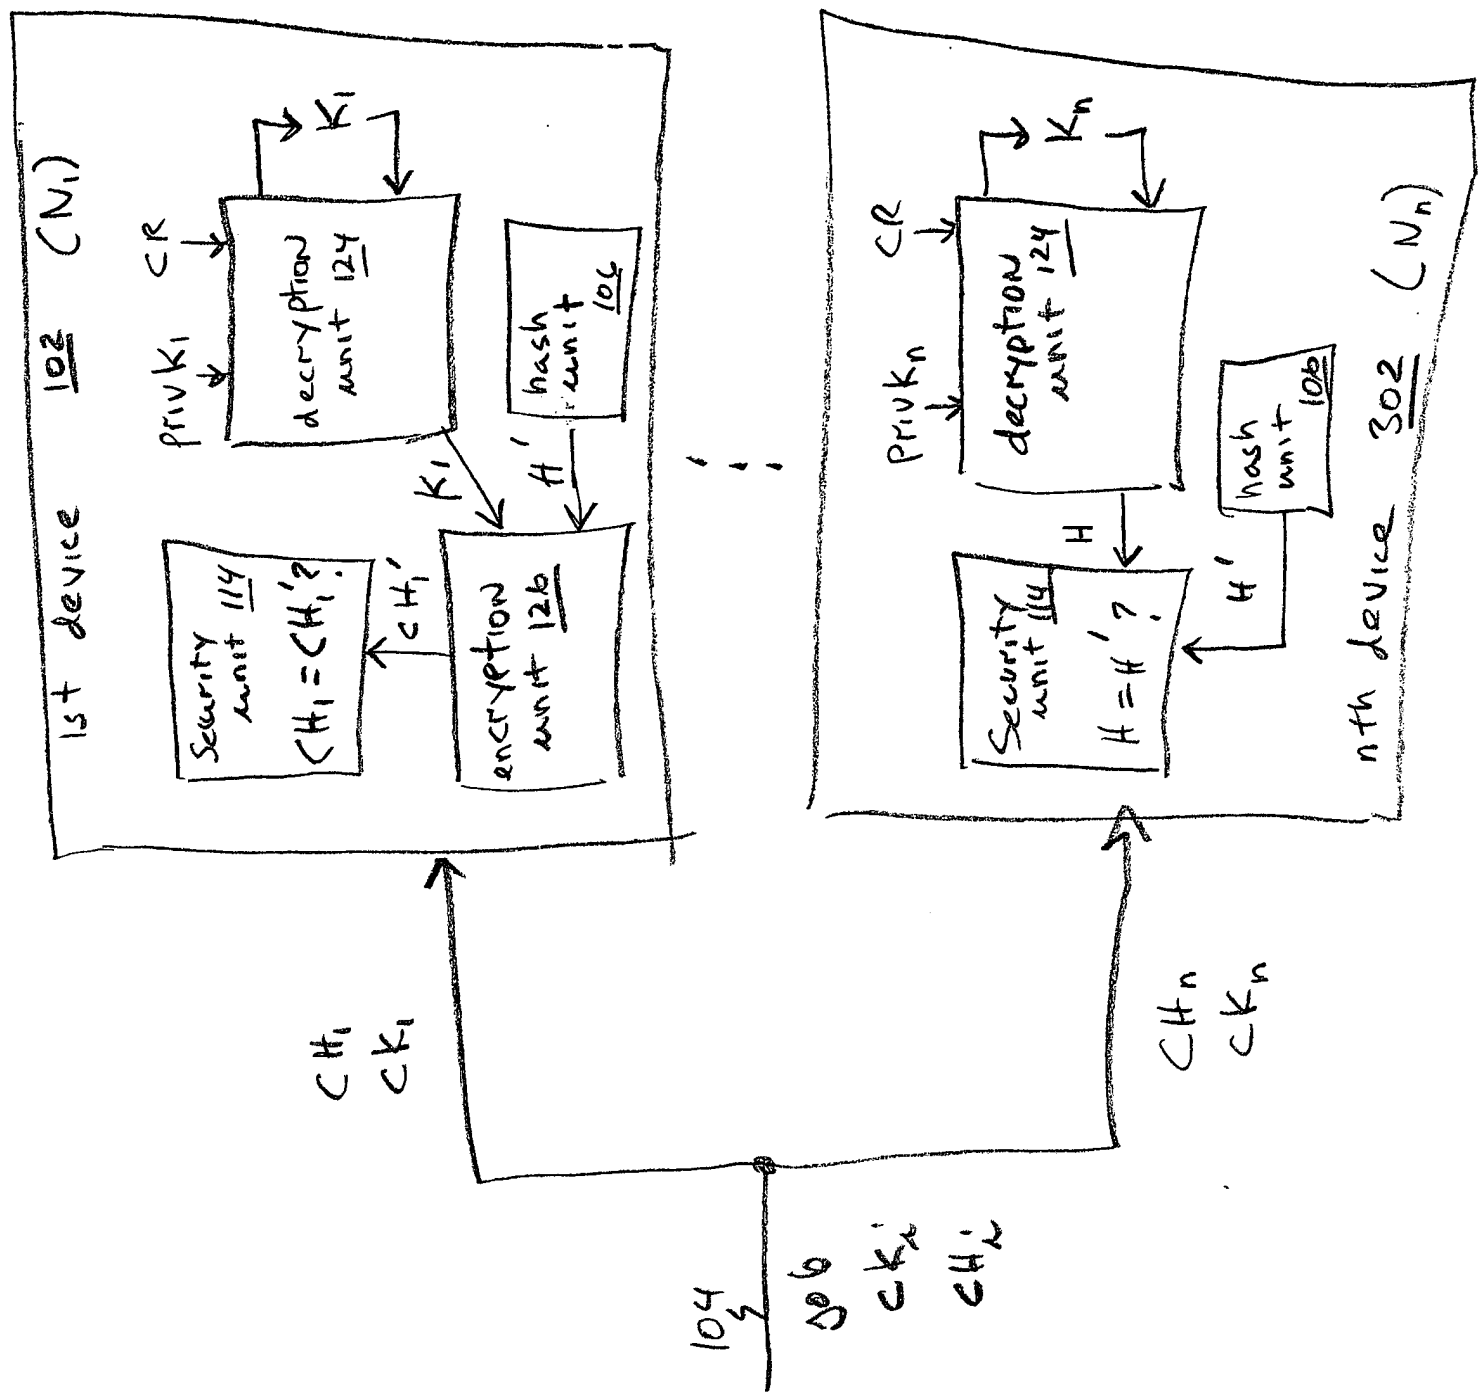 1st device 102 (N1)
privK1
CR
decryption
unit 124
K1
hash
unit
106
K1
H'
Security
unit 114
CH1=CH1'?
CH1'
encryption
unit 126
nth device 302 (Nn)
privKn
CR
decryption
unit 124
Kn
hash
unit
106
H
H'
Security
unit 114
H=H'?
CH1
CK1
CHn
CKn
104
Job
CKi
CHi